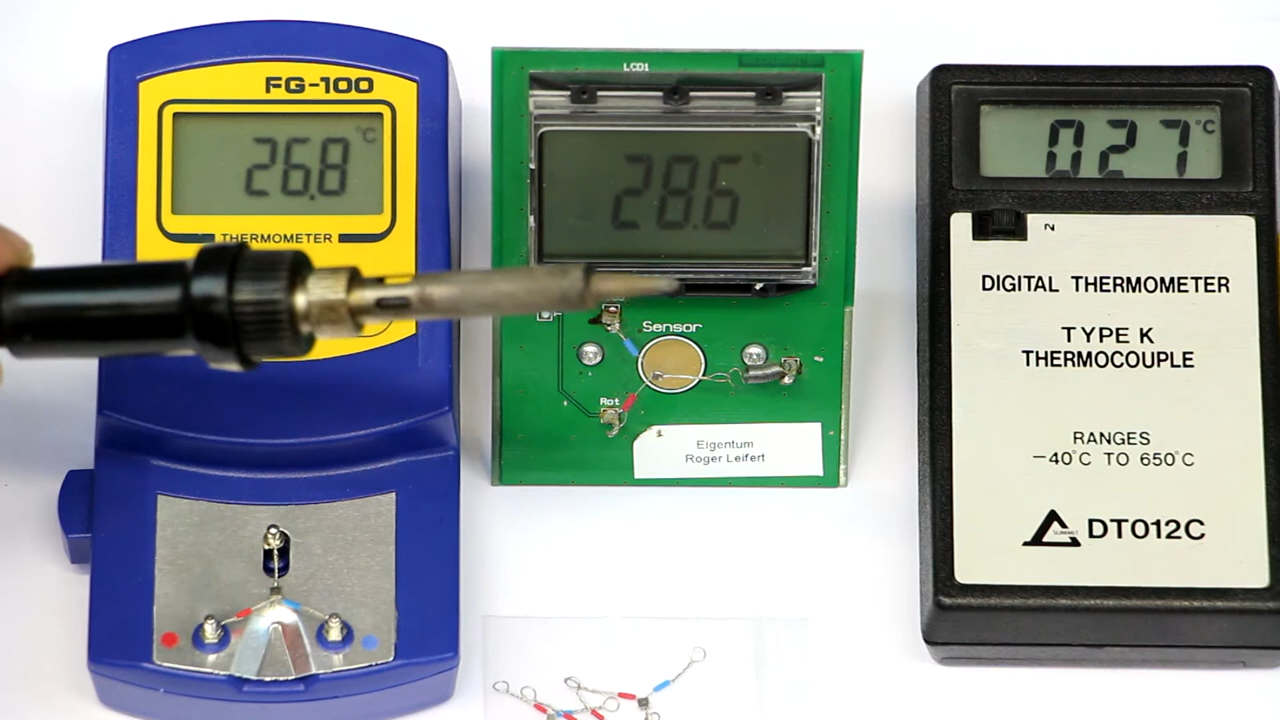 FG-100
26.8 °C
THERMOMETER
LCD1
28.6 °
Sensor
Rot
Eigentum
Roger Leifert
027 °C
N
DIGITAL THERMOMETER
TYPE K
THERMOCOUPLE
RANGES
−40°C TO 650°C
SUMMIT
DT012C